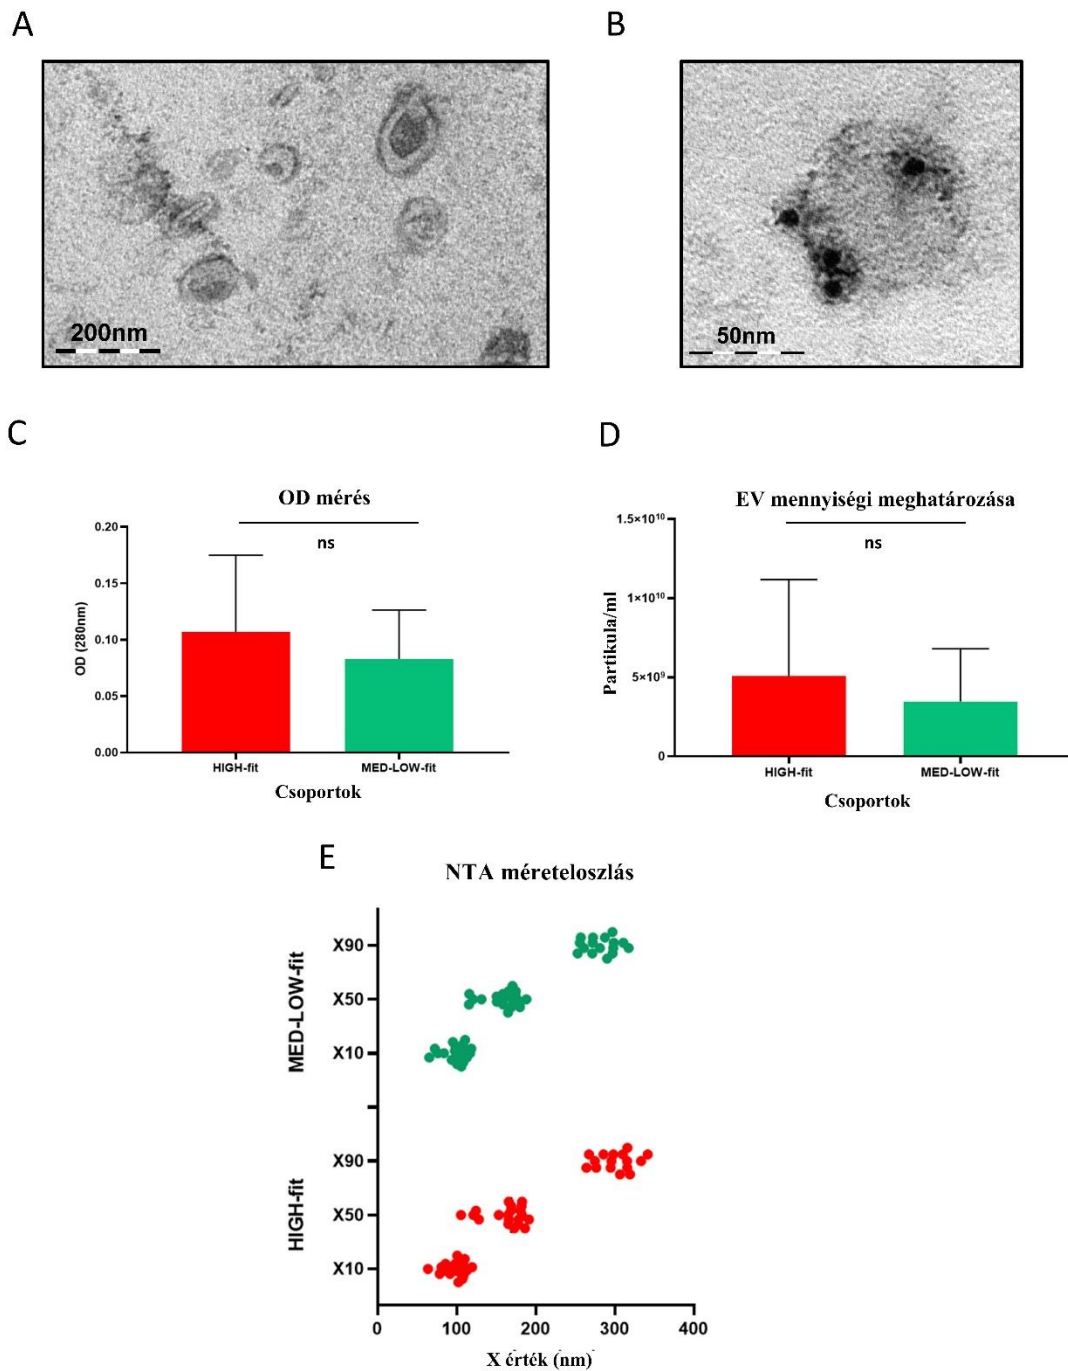 A
B
200nm
50nm
C
D
OD mérés
EV mennyiségi meghatározása
ns
ns
0.20
0.15
0.10
0.05
0.00
OD (280nm)
HIGH-fit
MED-LOW-fit
Csoportok
1.5×10¹⁰
1×10¹⁰
5×10⁹
0
Partikula/ml
HIGH-fit
MED-LOW-fit
Csoportok
E
NTA méreteloszlás
MED-LOW-fit
X90
X50
X10
HIGH-fit
X90
X50
X10
0 100 200 300 400
X érték (nm)